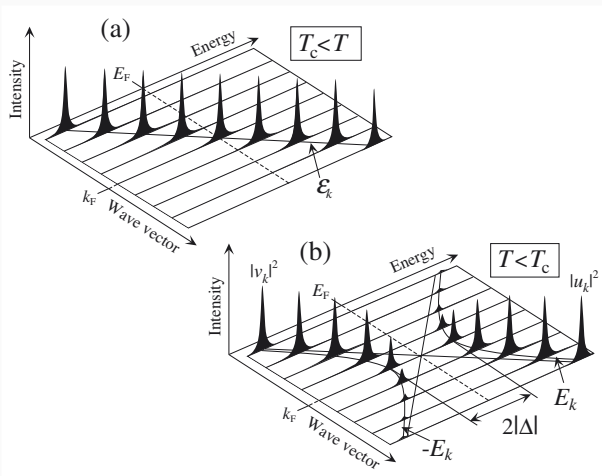 (a)
T_c<T
Energy
Intensity
E_F
k_F
Wave vector
ε_k
(b)
T<T_c
Energy
|v_k|^2
|u_k|^2
Intensity
E_F
k_F
Wave vector
E_k
2|Δ|
-E_k